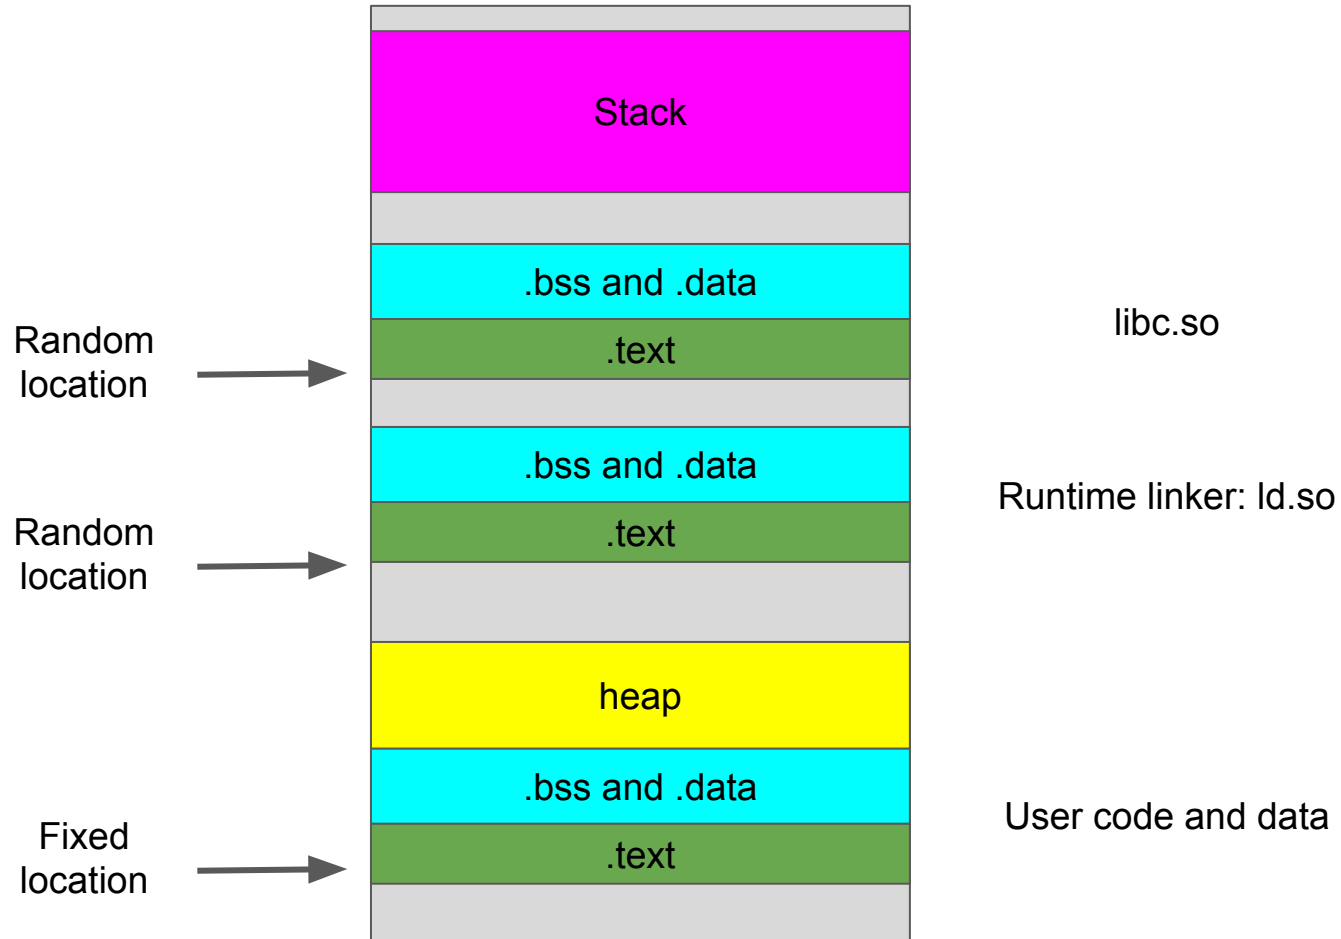 Stack
.bss and .data
libc.so
Random
location
.text
.bss and .data
Runtime linker: ld.so
Random
location
.text
heap
.bss and .data
User code and data
Fixed
location
.text